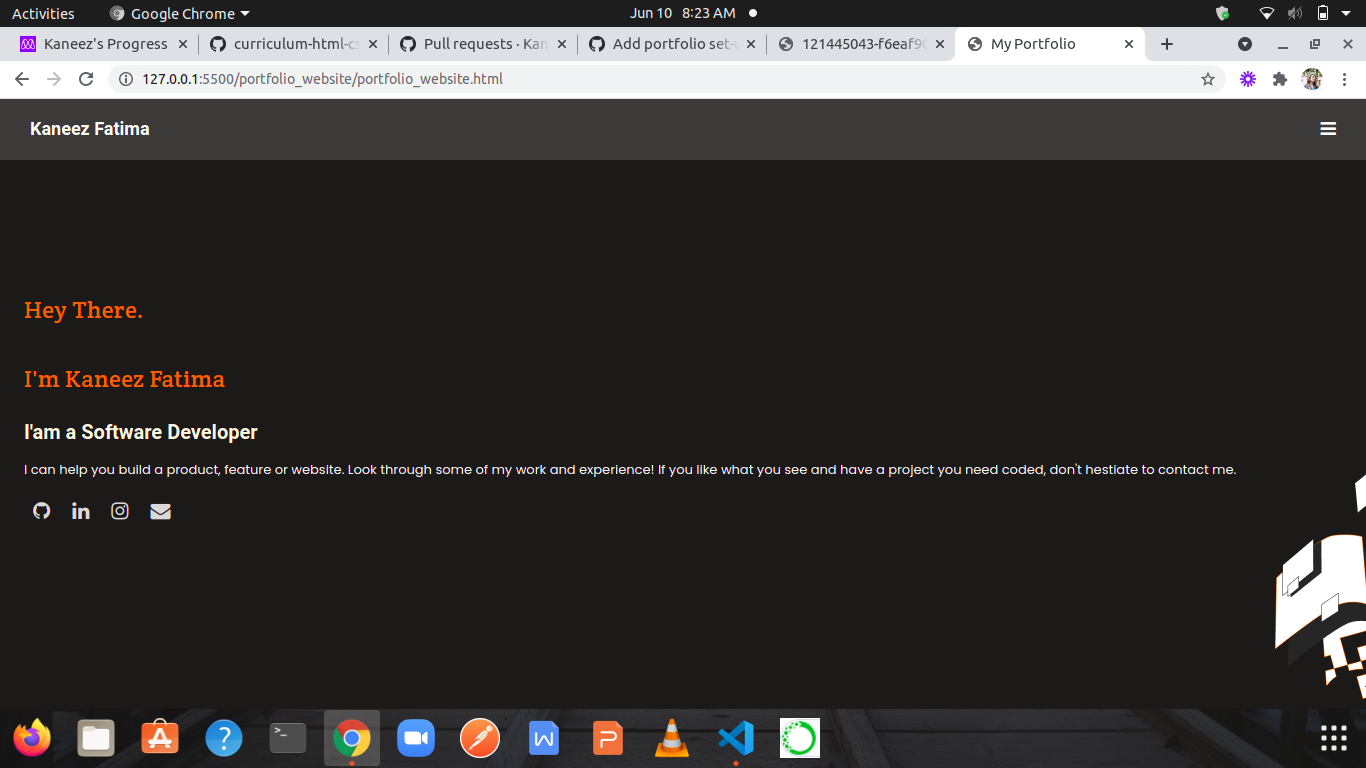 Activities Google Chrome Jun 10 8:23 AM
Kaneez's Progress curriculum-html-cs Pull requests · Kan Add portfolio set-u 121445043-f6eaf90 My Portfolio
127.0.0.1:5500/portfolio_website/portfolio_website.html
Kaneez Fatima
Hey There.
I'm Kaneez Fatima
I'am a Software Developer
I can help you build a product, feature or website. Look through some of my work and experience! If you like what you see and have a project you need coded, don't hestiate to contact me.